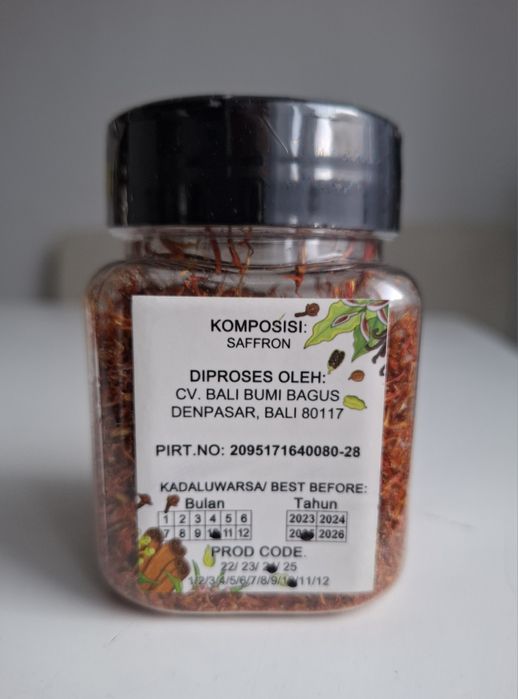 KOMPOSISI:
SAFFRON
DIPROSES OLEH:
CV. BALI BUMI BAGUS
DENPASAR, BALI 80117
PIRT.NO: 2095171640080-28
KADALUWARSA/ BEST BEFORE:
Bulan Tahun
1 2 3 4 5 6 2023 2024
7 8 9 11 12 2026
PROD CODE.
22/ 23/ 25
1/2/3/4/5/6/7/8/9/ /11/12